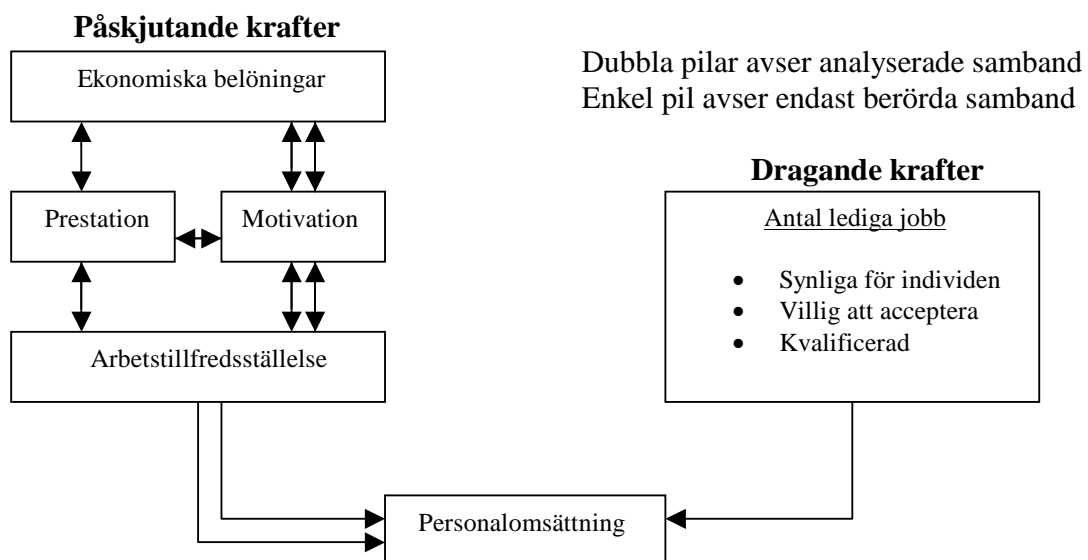 Påskjutande krafter
Ekonomiska belöningar
Dubbla pilar avser analyserade samband
Enkel pil avser endast berörda samband
Prestation
Motivation
Arbetstillfredsställelse
Dragande krafter
Antal lediga jobb
• Synliga för individen
• Villig att acceptera
• Kvalificerad
Personalomsättning